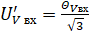 U′V вх = ΘV вх / √3